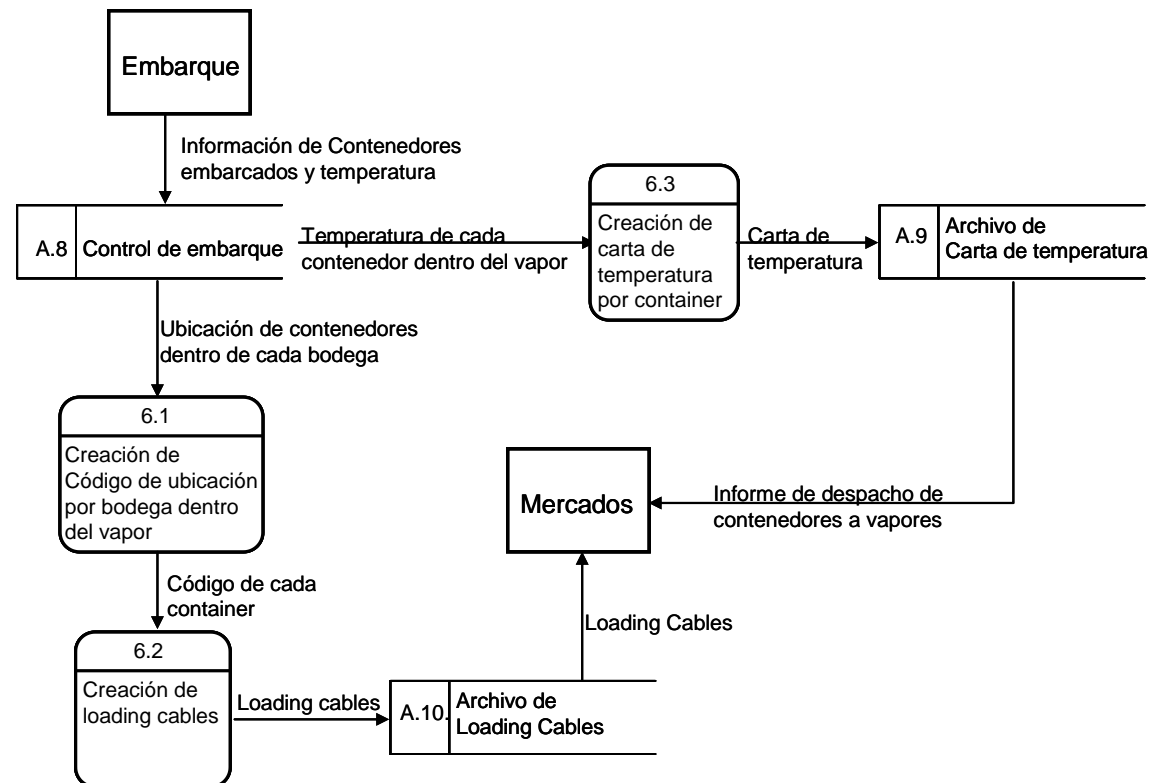 Embarque
Información de Contenedores
embarcados y temperatura
A.8
Control de embarque
Temperatura de cada
contenedor dentro del vapor
6.3
Creación de
carta de
temperatura
por container
Carta de
temperatura
A.9
Archivo de
Carta de temperatura
Ubicación de contenedores
dentro de cada bodega
6.1
Creación de
Código de ubicación
por bodega dentro
del vapor
Mercados
Informe de despacho de
contenedores a vapores
Código de cada
container
Loading Cables
6.2
Creación de
loading cables
Loading cables
A.10.
Archivo de
Loading Cables